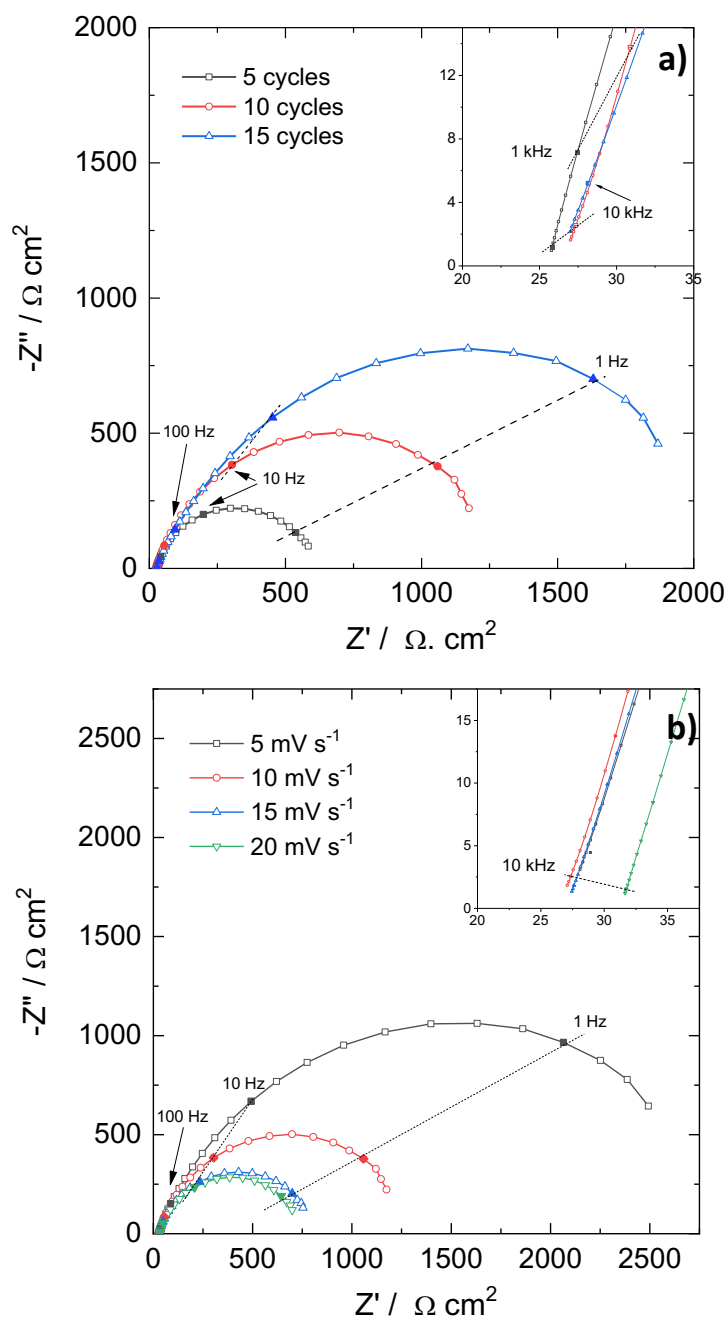 2000
1500
1000
500
0
-Z'' / Ω cm²
5 cycles
10 cycles
15 cycles
a)
12
8
4
0
20 25 30 35
1 kHz
10 kHz
1 Hz
100 Hz
10 Hz
0 500 1000 1500 2000
Z' / Ω. cm²
2500
2000
1500
1000
500
0
-Z'' / Ω cm²
5 mV s⁻¹
10 mV s⁻¹
15 mV s⁻¹
20 mV s⁻¹
b)
15
10
5
0
20 25 30 35
10 kHz
1 Hz
10 Hz
100 Hz
0 500 1000 1500 2000 2500
Z' / Ω cm²